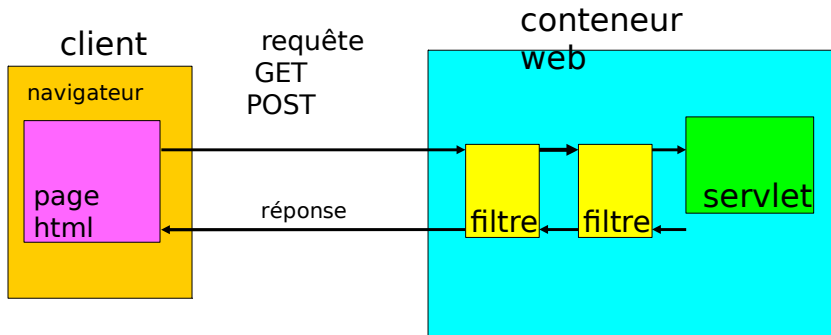 client
navigateur
page
html
requête
GET
POST
réponse
conteneur
web
filtre
filtre
servlet